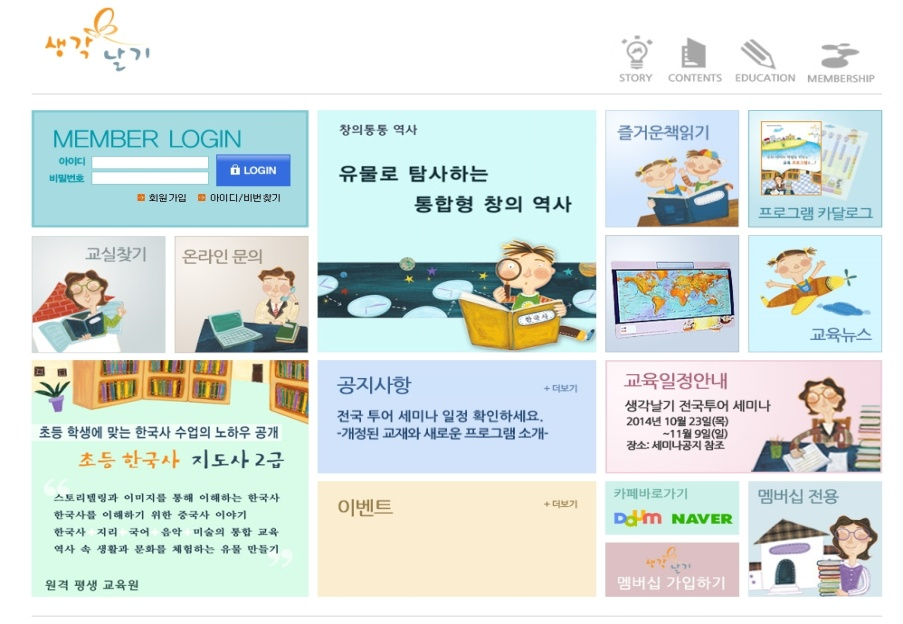 생각
날기
STORY
CONTENTS
EDUCATION
MEMBERSHIP
MEMBER LOGIN
아이디
비밀번호
LOGIN
회원가입
아이디/비번찾기
교실찾기
온라인 문의
창의통통 역사
유물로 탐사하는
통합형 창의 역사
한국사
즐거운책읽기
프로그램 카달로그
교육뉴스
초등 학생에 맞는 한국사 수업의 노하우 공개
초등 한국사 지도사 2급
스토리텔링과 이미지를 통해 이해하는 한국사
한국사를 이해하기 위한 중국사 이야기
한국사 지리 국어 음악 미술의 통합 교육
역사 속 생활과 문화를 체험하는 유물 만들기
원격 평생 교육원
공지사항
+ 더보기
전국 투어 세미나 일정 확인하세요.
-개정된 교재와 새로운 프로그램 소개-
이벤트
+ 더보기
교육일정안내
생각날기 전국투어 세미나
2014년 10월 23일(목)
~11월 9일(일)
장소: 세미나공지 참조
카페바로가기
Daum NAVER
생각
날기
멤버십 가입하기
멤버십 전용